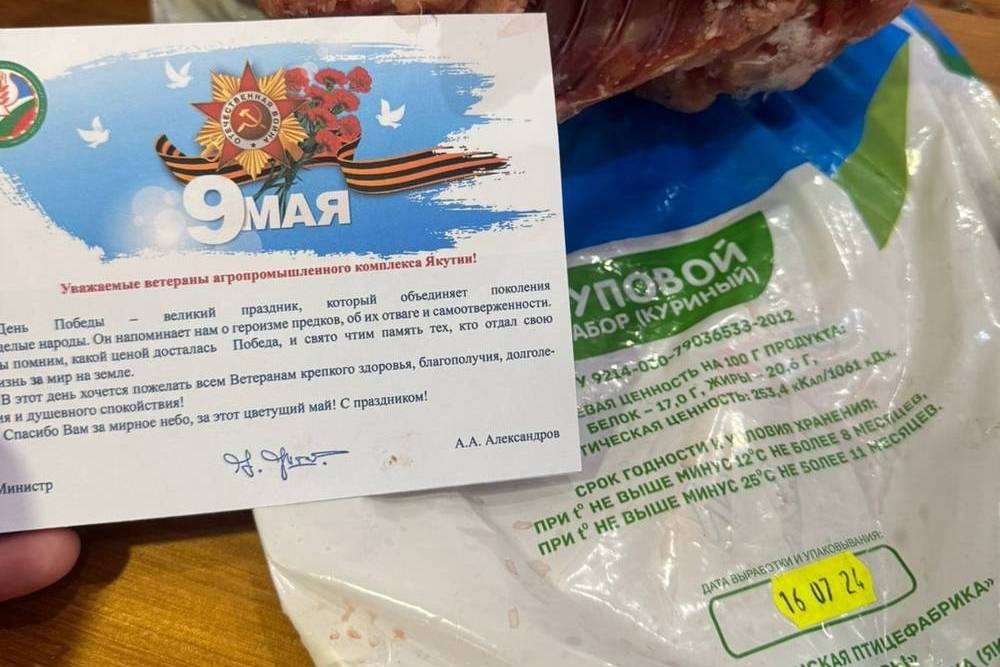 ОТЕЧЕСТВЕННАЯ ВОЙНА
9 МАЯ
Уважаемые ветераны агропромышленного комплекса Якутии!
День Победы – великий праздник, который объединяет поколения
целые народы. Он напоминает нам о героизме предков, об их отваге и самоотверженности.
ы помним, какой ценой досталась Победа, и свято чтим память тех, кто отдал свою
изнь за мир на земле.
В этот день хочется пожелать всем Ветеранам крепкого здоровья, благополучия, долголе-
ия и душевного спокойствия!
Спасибо Вам за мирное небо, за этот цветущий май! С праздником!
А.А. Александров
Министр
УПОВОЙ
АБОР (КУРИНЫЙ)
У 9214-050-79036533-2012
ЕВАЯ ЦЕННОСТЬ НА 100 Г ПРОДУКТА:
БЕЛОК – 17,0 Г, ЖИРЫ - 20,6 Г,
ТИЧЕСКАЯ ЦЕННОСТЬ: 253,4 кКал/1061 кДж.
СРОК ГОДНОСТИ И УСЛОВИЯ ХРАНЕНИЯ:
ПРИ t° НЕ ВЫШЕ МИНУС 12°С НЕ БОЛЕЕ 8 МЕСЯЦЕВ,
ПРИ t° НЕ ВЫШЕ МИНУС 25°С НЕ БОЛЕЕ 11 МЕСЯЦЕВ.
ДАТА ВЫРАБОТКИ И УПАКОВЫВАНИЯ:
16 07 24
СКАЯ ПТИЦЕФАБРИКА»